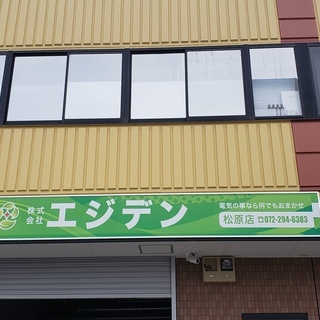 株式会社 エジデン
電気の事なら何でもおまかせ
松原店 ☎072-294-6383